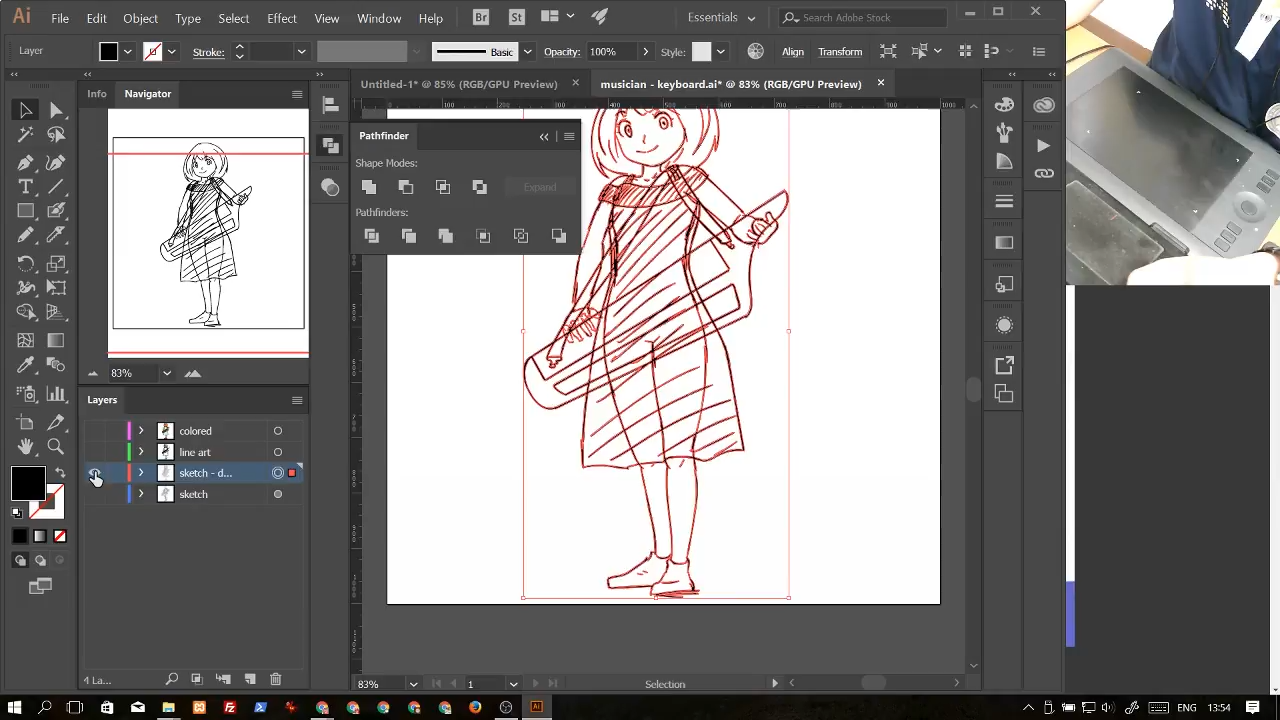 Ai File Edit Object Type Select Effect View Window Help Br St Essentials Search Adobe Stock
Layer Stroke: Basic Opacity: 100% Style: Align Transform
Info Navigator
Untitled-1* @ 85% (RGB/GPU Preview) musician - keyboard.ai* @ 83% (RGB/GPU Preview)
Pathfinder
Shape Modes:
Expand
Pathfinders:
83%
Layers
colored
line art
sketch - d...
sketch
4 La...
83% 1 Selection
ENG 13:54